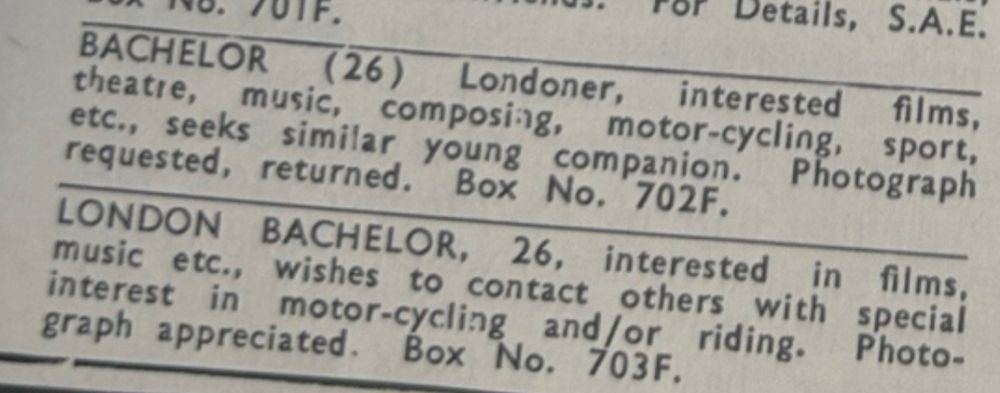 No. 701F. For Details, S.A.E.
BACHELOR (26) Londoner, interested films,
theatre, music, composing, motor-cycling, sport,
etc., seeks similar young companion. Photograph
requested, returned. Box No. 702F.
LONDON BACHELOR, 26, interested in films,
music etc., wishes to contact others with special
interest in motor-cycling and/or riding. Photo-
graph appreciated. Box No. 703F.